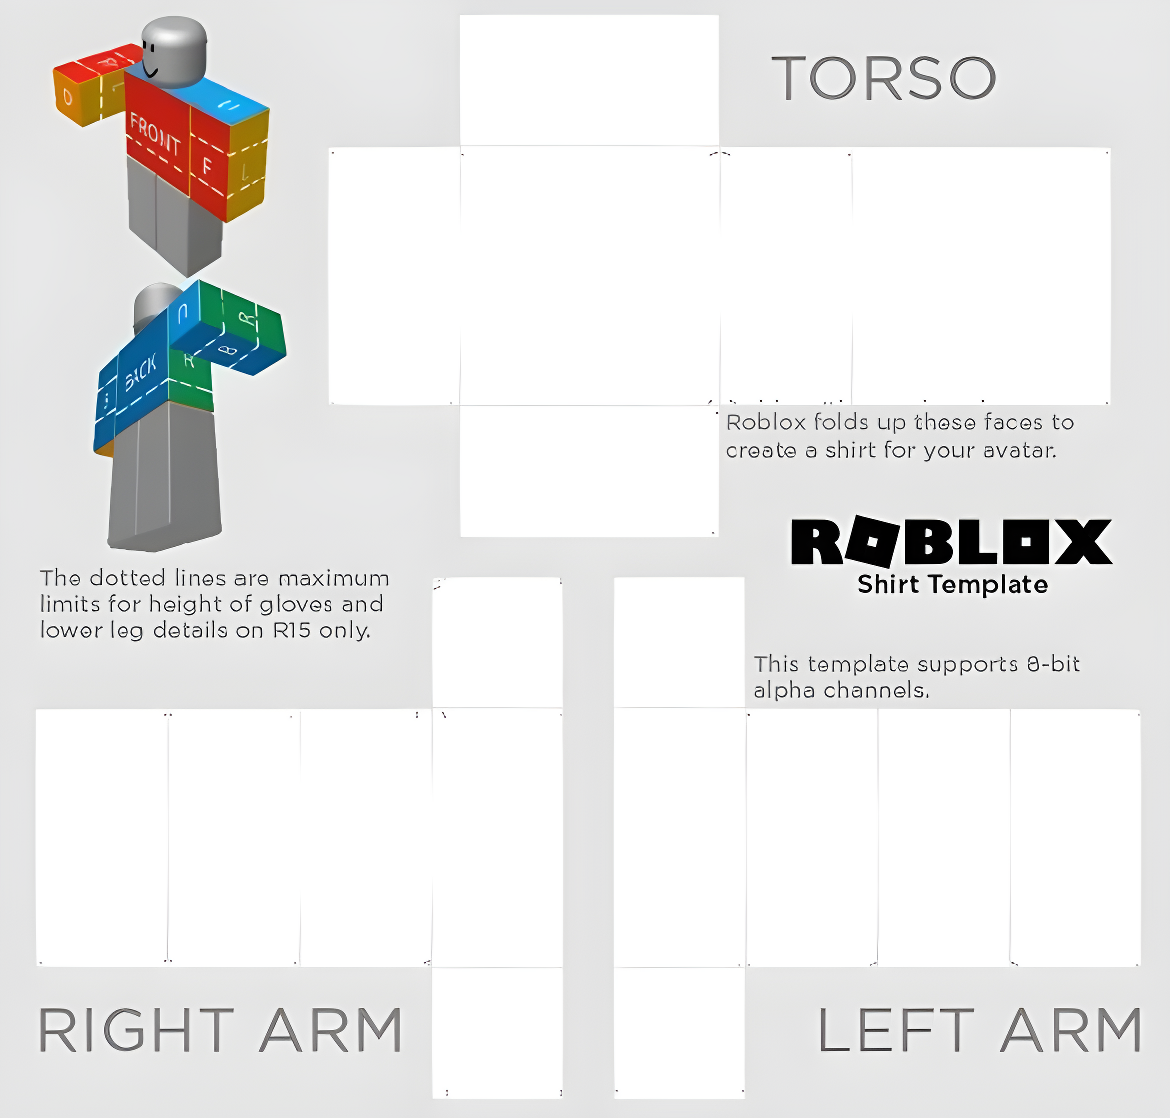 TORSO
FRONT
F
L
D
U
BACK
R
R
B
Roblox folds up these faces to
create a shirt for your avatar.
ROBLOX
Shirt Template
The dotted lines are maximum
limits for height of gloves and
lower leg details on R15 only.
This template supports 8-bit
alpha channels.
RIGHT ARM
LEFT ARM